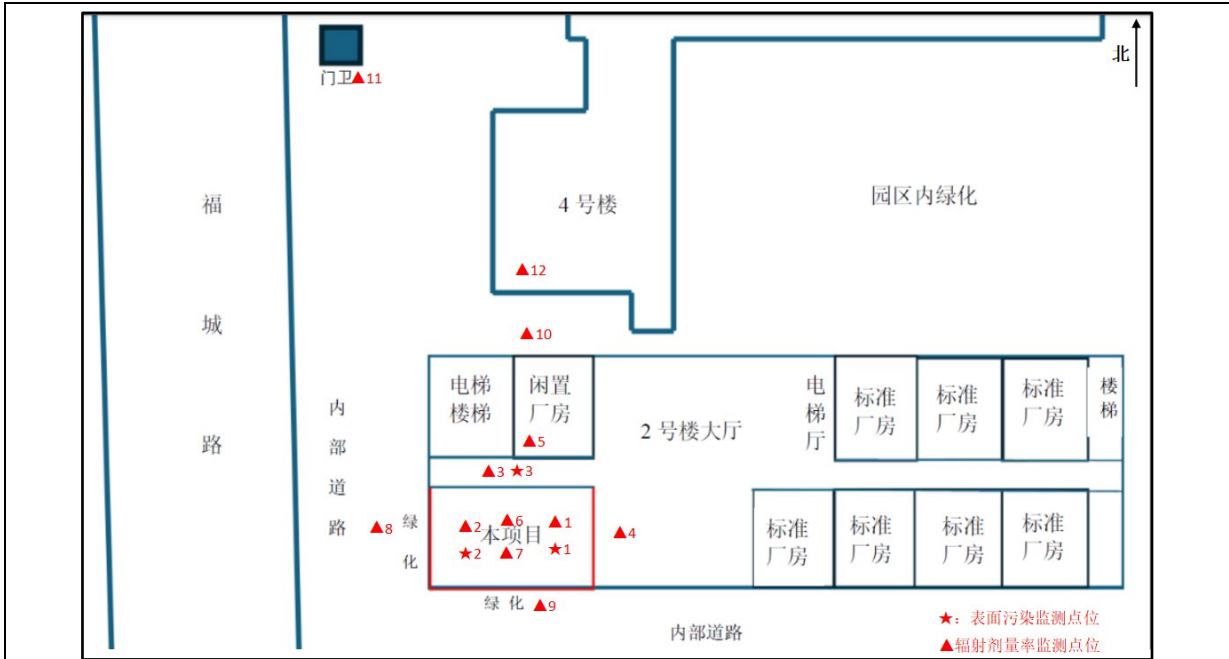 北
门卫▲11
福
城
路
4 号楼
园区内绿化
▲12
▲10
电梯
楼梯
闲置
厂房
▲5
2 号楼大厅
电
梯
厅
标准
厂房
标准
厂房
标准
厂房
楼
梯
内
部
道
路
▲3 ★3
▲8
绿
化
▲2
▲6
▲1
本项目
★2
▲7
★1
▲4
标准
厂房
标准
厂房
标准
厂房
标准
厂房
绿 化 ▲9
内部道路
★：表面污染监测点位
▲辐射剂量率监测点位